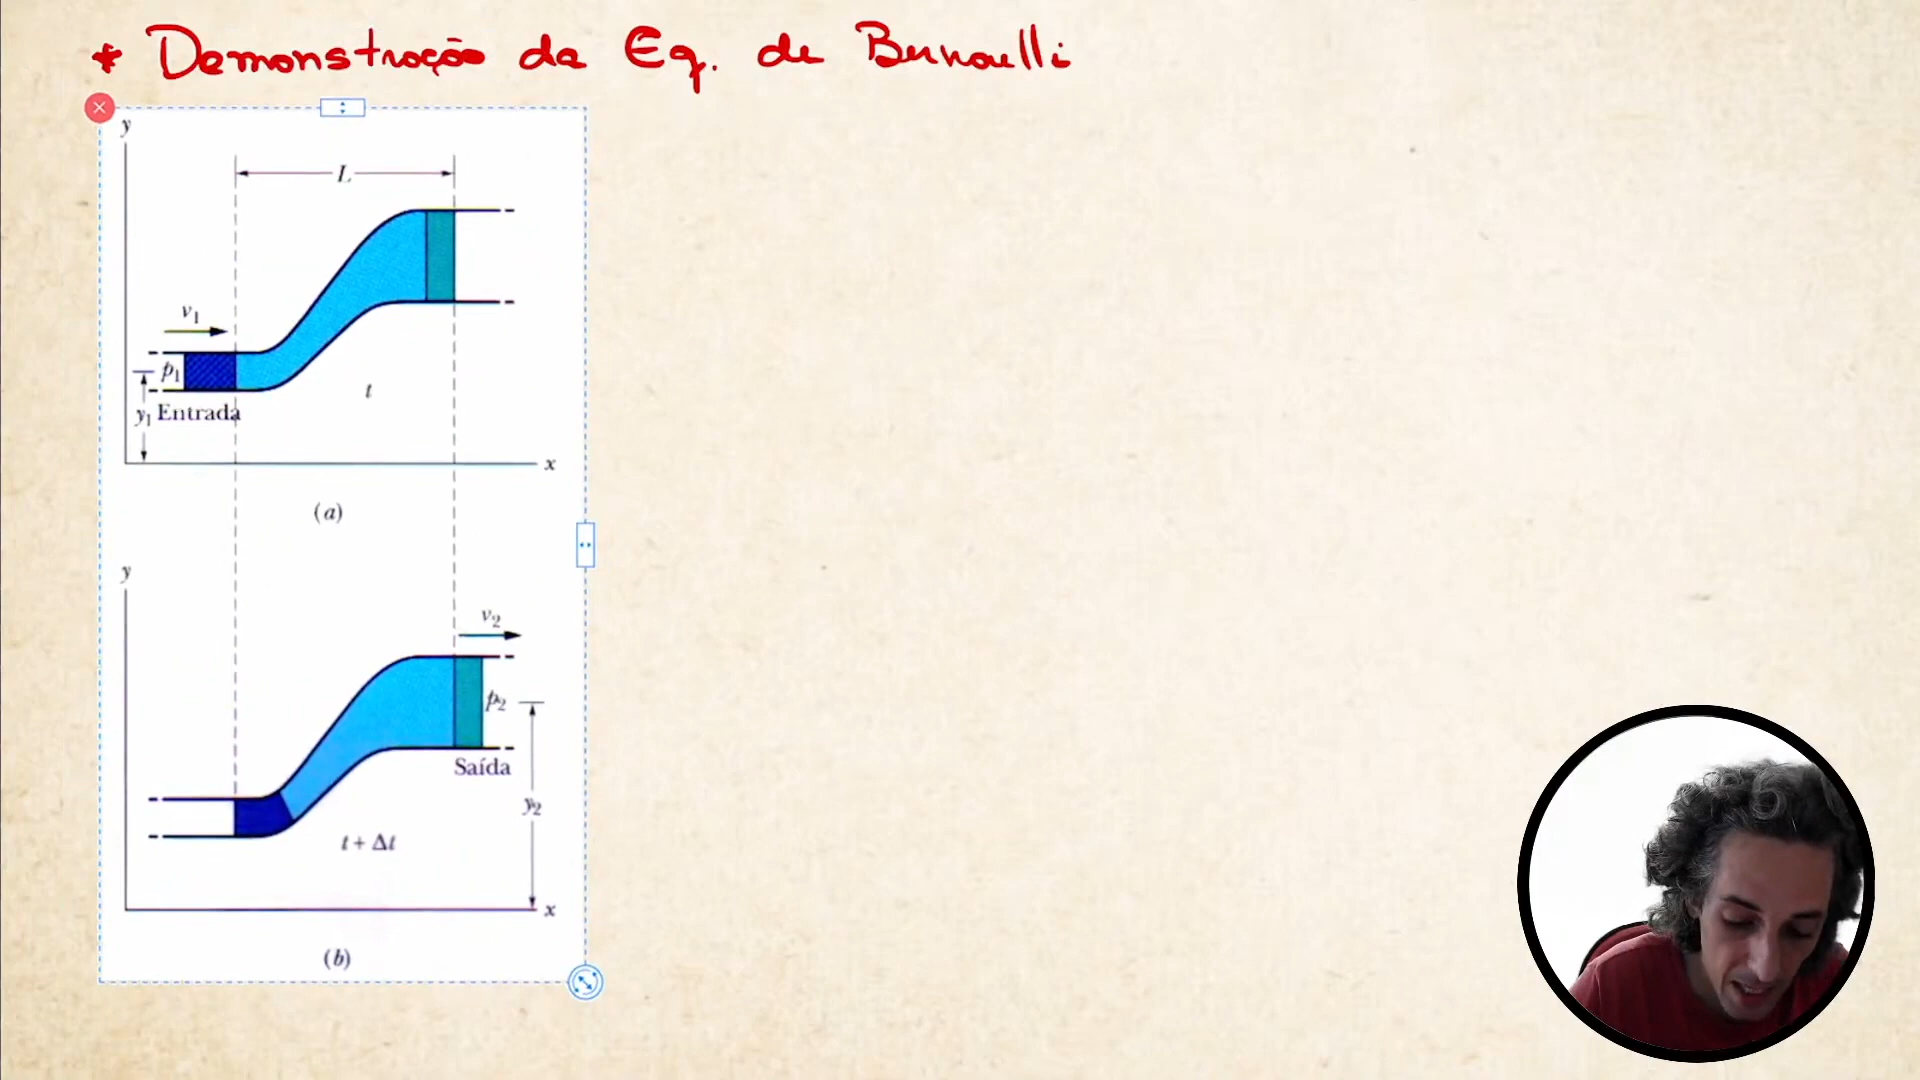 * Demonstração da Eq. de Bernoulli
y
L
v1
p1
t
y1 Entrada
x
(a)
y
v2
p2
Saída
y2
t + Δt
x
(b)